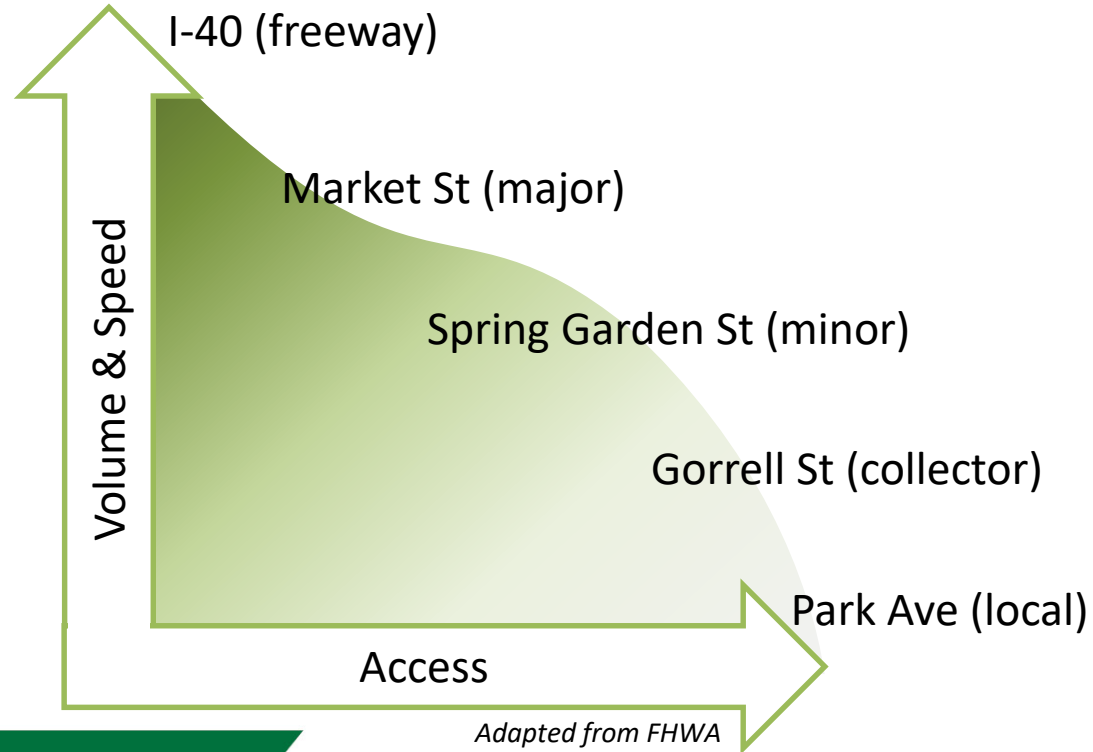 I-40 (freeway)
Market St (major)
Volume & Speed
Spring Garden St (minor)
Gorrell St (collector)
Park Ave (local)
Access
Adapted from FHWA